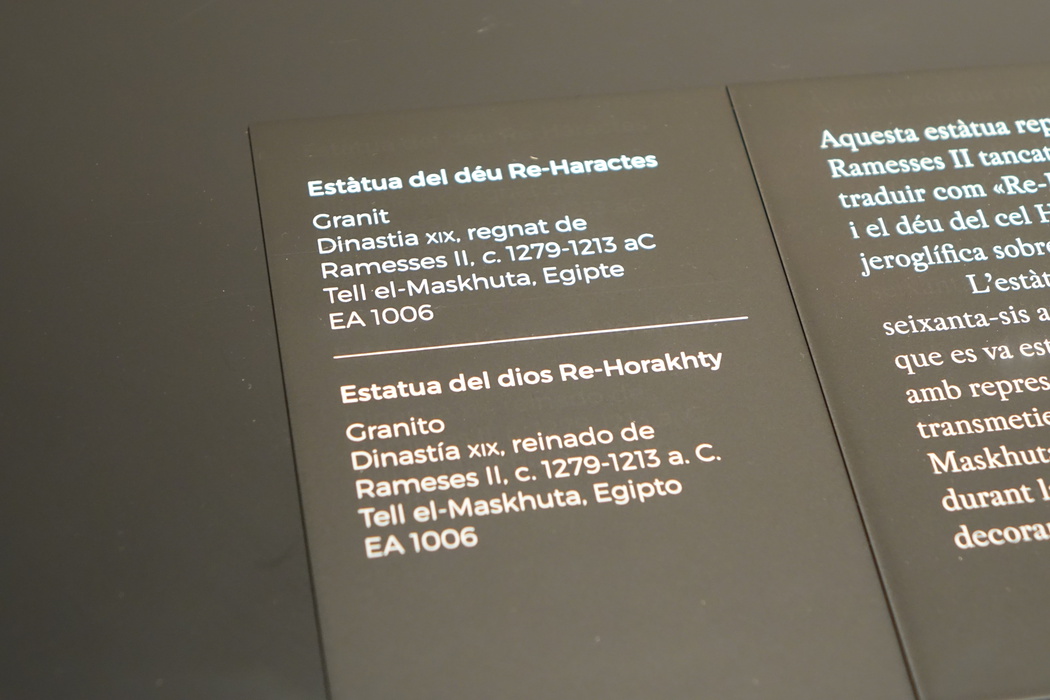 Estàtua del déu Re-Haractes
Granit
Dinastia XIX, regnat de
Ramesses II, c. 1279-1213 aC
Tell el-Maskhuta, Egipte
EA 1006
Estatua del dios Re-Horakhty
Granito
Dinastía XIX, reinado de
Rameses II, c. 1279-1213 a. C.
Tell el-Maskhuta, Egipto
EA 1006
Aquesta estàtua rep
Ramesses II tancat
traduir com «Re-
i el déu del cel H
jeroglífica sobre
L'estàt
seixanta-sis a
que es va est
amb repres
transmetie
Maskhut
durant l
decora